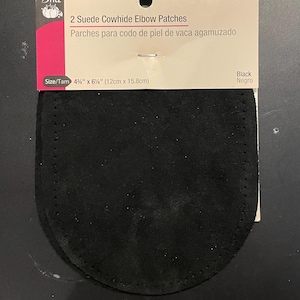 2 Suede Cowhide Elbow Patches
Parches para codo de piel de vaca agamuzado
Size/Tam 4¾" x 6¼" (12cm x 15.8cm)
Black
Negro